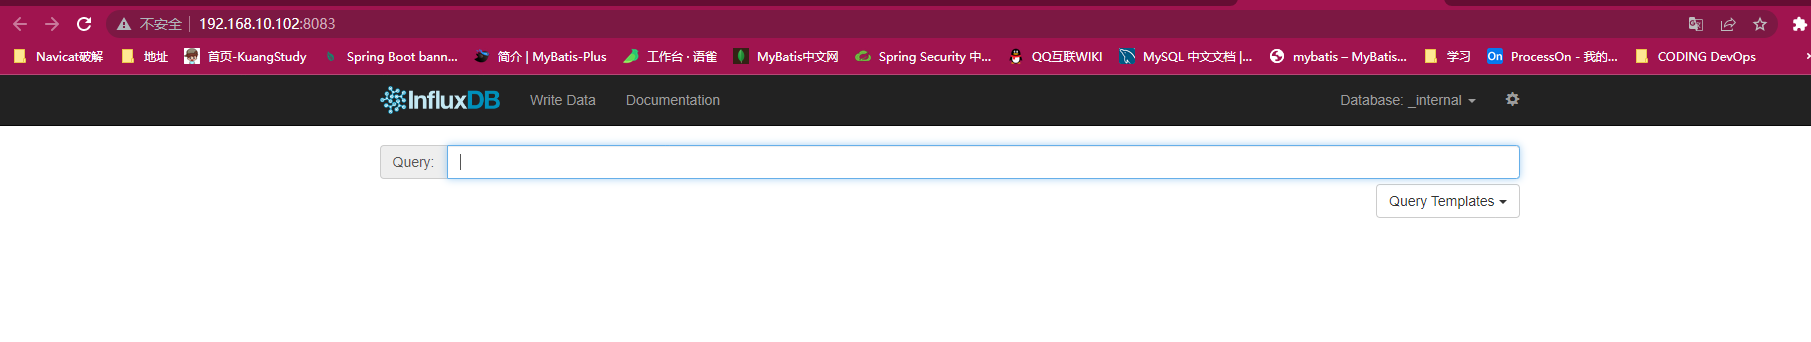 不安全 192.168.10.102:8083
Navicat破解 地址 首页-KuangStudy Spring Boot bann... 简介 | MyBatis-Plus 工作台 · 语雀 MyBatis中文网 Spring Security 中... QQ互联WIKI MySQL 中文文档 |... mybatis – MyBatis... 学习 On ProcessOn - 我的... CODING DevOps
InfluxDB Write Data Documentation Database: _internal
Query:
Query Templates